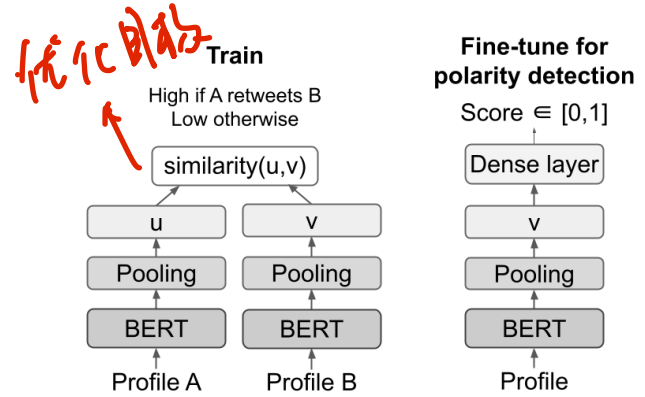 优化目标
Train
High if A retweets B
Low otherwise
similarity(u,v)
u
v
Pooling
Pooling
BERT
BERT
Profile A
Profile B
Fine-tune for
polarity detection
Score ∈ [0,1]
Dense layer
v
Pooling
BERT
Profile